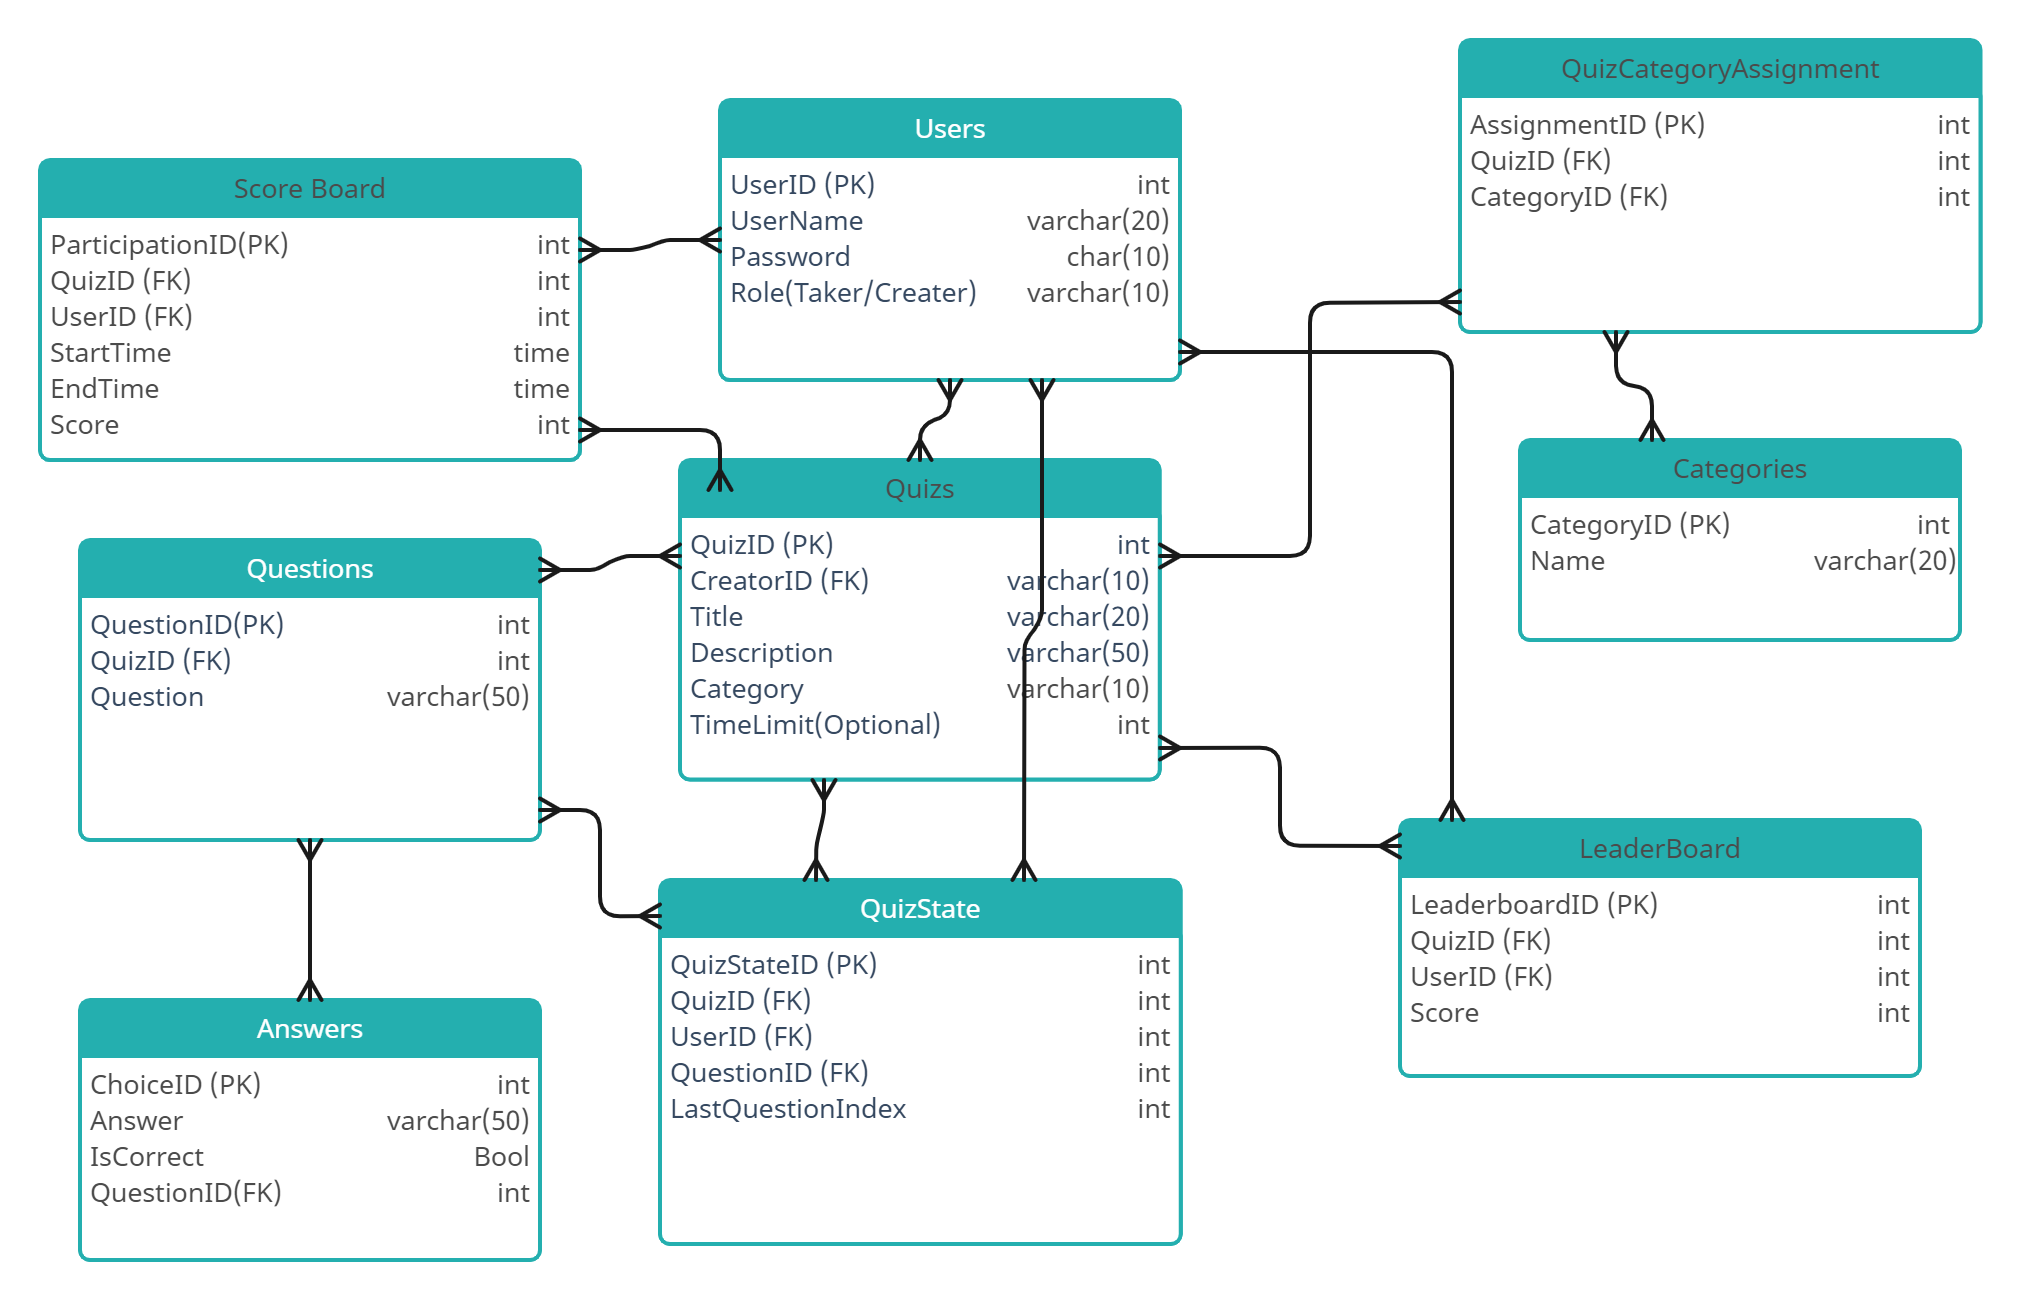 Score Board
ParticipationID(PK) int
QuizID (FK) int
UserID (FK) int
StartTime time
EndTime time
Score int
Users
UserID (PK) int
UserName varchar(20)
Password char(10)
Role(Taker/Creater) varchar(10)
QuizCategoryAssignment
AssignmentID (PK) int
QuizID (FK) int
CategoryID (FK) int
Categories
CategoryID (PK) int
Name varchar(20)
Quizs
QuizID (PK) int
CreatorID (FK) varchar(10)
Title varchar(20)
Description varchar(50)
Category varchar(10)
TimeLimit(Optional) int
Questions
QuestionID(PK) int
QuizID (FK) int
Question varchar(50)
Answers
ChoiceID (PK) int
Answer varchar(50)
IsCorrect Bool
QuestionID(FK) int
QuizState
QuizStateID (PK) int
QuizID (FK) int
UserID (FK) int
QuestionID (FK) int
LastQuestionIndex int
LeaderBoard
LeaderboardID (PK) int
QuizID (FK) int
UserID (FK) int
Score int